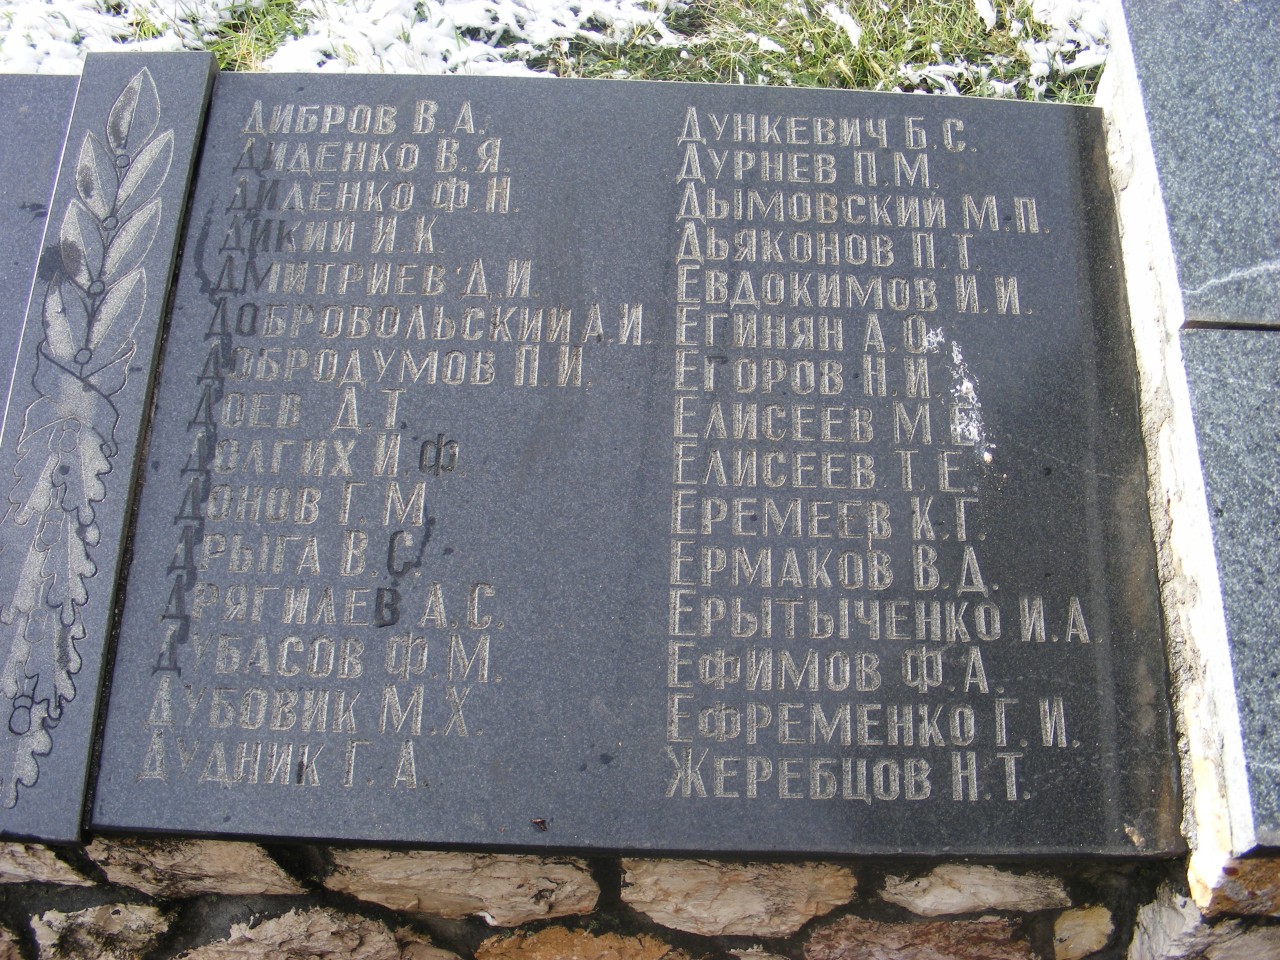 ДИБРОВ В.А.
ДИДЕНКО В.Я.
ДИЛЕНКО Ф.Н.
ДИКИЙ И.К.
ДМИТРИЕВ Д.И.
ДОБРОВОЛЬСКИЙ А.И.
ДОБРОДУМОВ П.И.
ДОЕВ Д.Т.
ДОЛГИХ И.Ф.
ДОНОВ Г.М.
ДРЫГА В.С.
ДРЯГИЛЕВ А.С.
ДУБАСОВ Ф.М.
ДУБОВИК М.Х.
ДУДНИК Г.А.
ДУНКЕВИЧ Б.С.
ДУРНЕВ П.М.
ДЫМОВСКИЙ М.П.
ДЬЯКОНОВ П.Т.
ЕВДОКИМОВ И.И.
ЕГИНЯН А.О.
ЕГОРОВ Н.И.
ЕЛИСЕЕВ М.Е.
ЕЛИСЕЕВ Т.Е.
ЕРЕМЕЕВ К.Г.
ЕРМАКОВ В.Д.
ЕРЫТЫЧЕНКО И.А
ЕФИМОВ Ф.А.
ЕФРЕМЕНКО Г.И.
ЖЕРЕБЦОВ Н.Т.